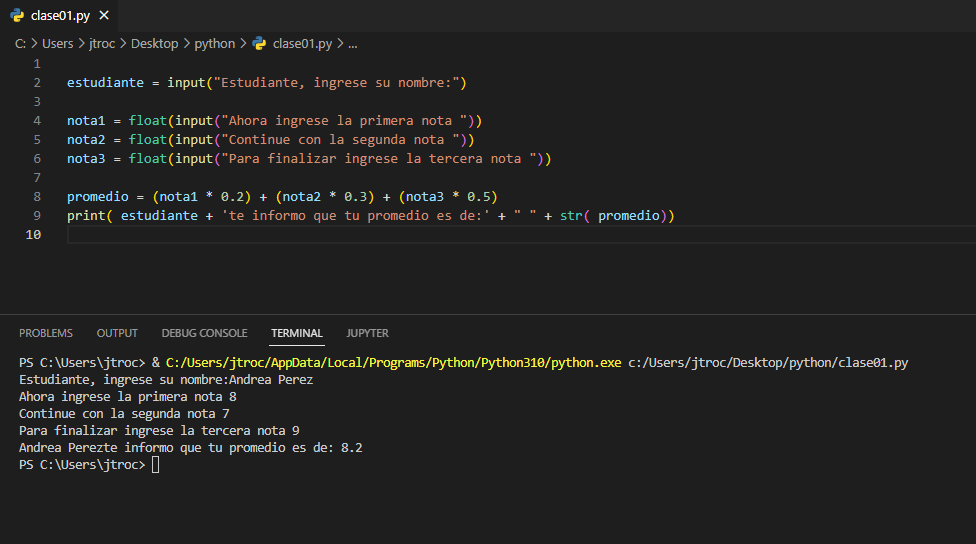 clase01.py
C: > Users > jtroc > Desktop > python > clase01.py > ...
1
2 estudiante = input("Estudiante, ingrese su nombre:")
3
4 nota1 = float(input("Ahora ingrese la primera nota "))
5 nota2 = float(input("Continue con la segunda nota "))
6 nota3 = float(input("Para finalizar ingrese la tercera nota "))
7
8 promedio = (nota1 * 0.2) + (nota2 * 0.3) + (nota3 * 0.5)
9 print( estudiante + 'te informo que tu promedio es de:' + " " + str( promedio))
10
PROBLEMS OUTPUT DEBUG CONSOLE TERMINAL JUPYTER
PS C:\Users\jtroc> & C:/Users/jtroc/AppData/Local/Programs/Python/Python310/python.exe c:/Users/jtroc/Desktop/python/clase01.py
Estudiante, ingrese su nombre:Andrea Perez
Ahora ingrese la primera nota 8
Continue con la segunda nota 7
Para finalizar ingrese la tercera nota 9
Andrea Perezte informo que tu promedio es de: 8.2
PS C:\Users\jtroc>